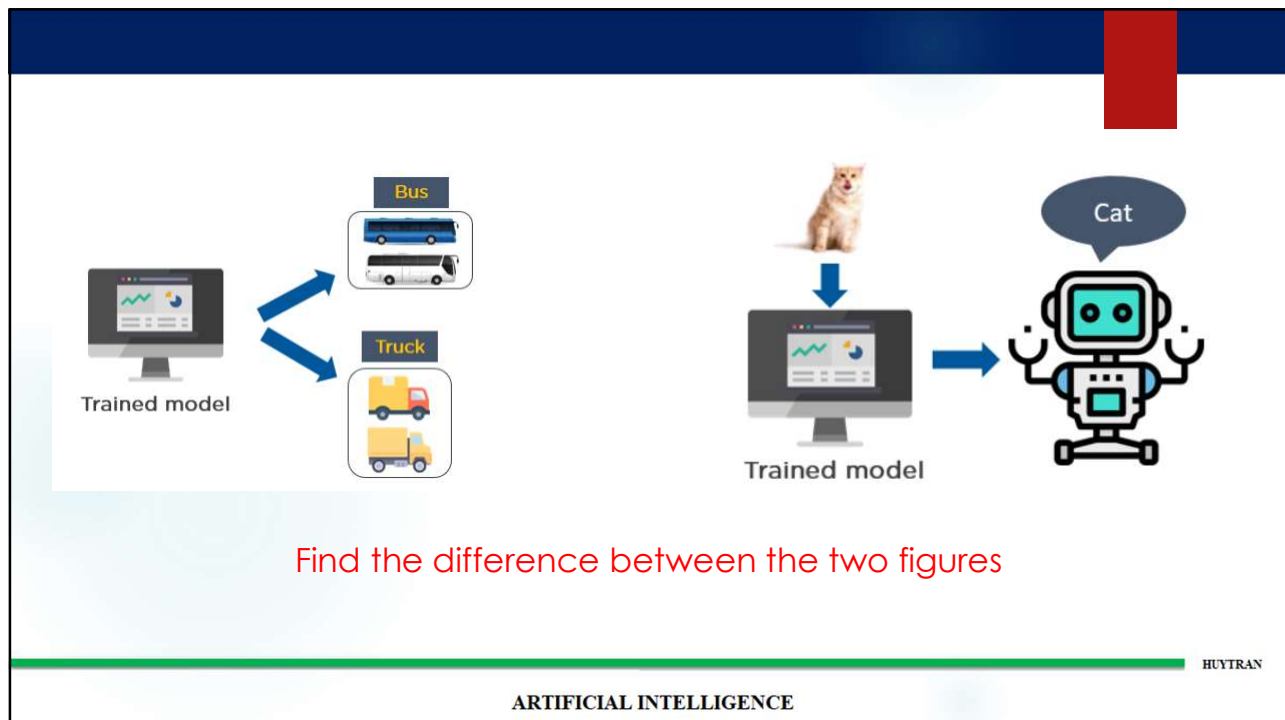 Bus
Truck
Trained model
Cat
Trained model
Find the difference between the two figures
HUYTRAN
ARTIFICIAL INTELLIGENCE